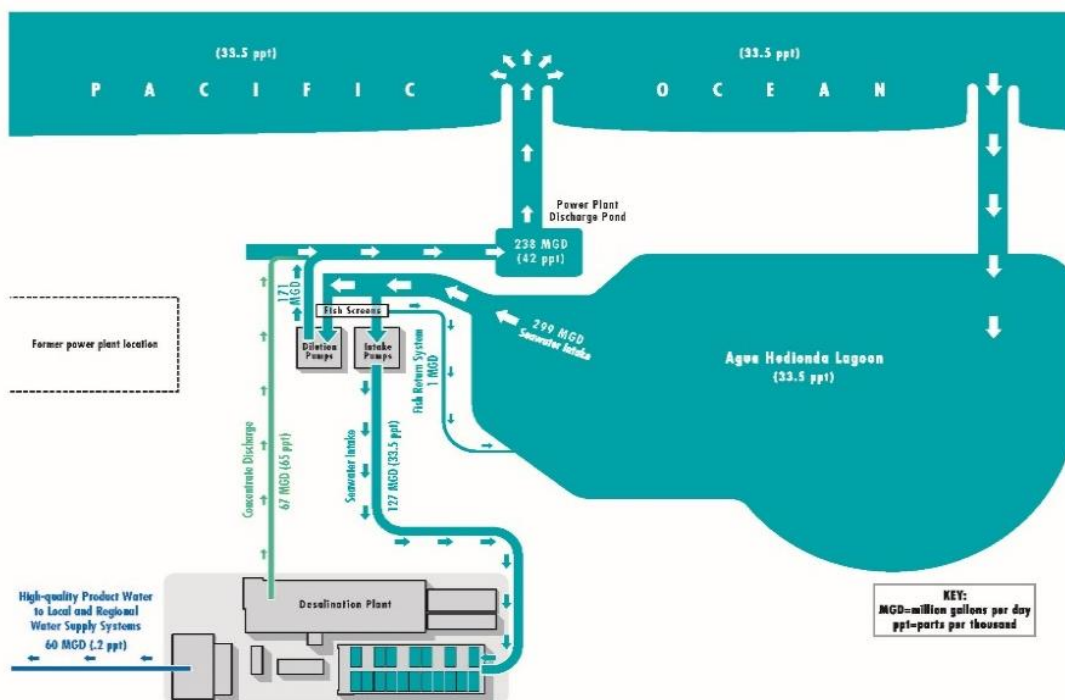 (33.5 ppt)
(33.5 ppt)
PACIFIC OCEAN
Power Plant
Discharge Pond
238 MGD
(42 ppt)
171
MGD
Fish Screens
299 MGD
Seawater Intake
Former power plant location
Dilution
Pumps
Intake
Pumps
Fish Return System
1 MGD
Agua Hedionda Lagoon
(33.5 ppt)
Concentrate Discharge
67 MGD (65 ppt)
Seawater Intake
127 MGD (33.5 ppt)
High-quality Product Water
to Local and Regional
Water Supply Systems
60 MGD (.2 ppt)
Desalination Plant
KEY:
MGD=million gallons per day
ppt=parts per thousand